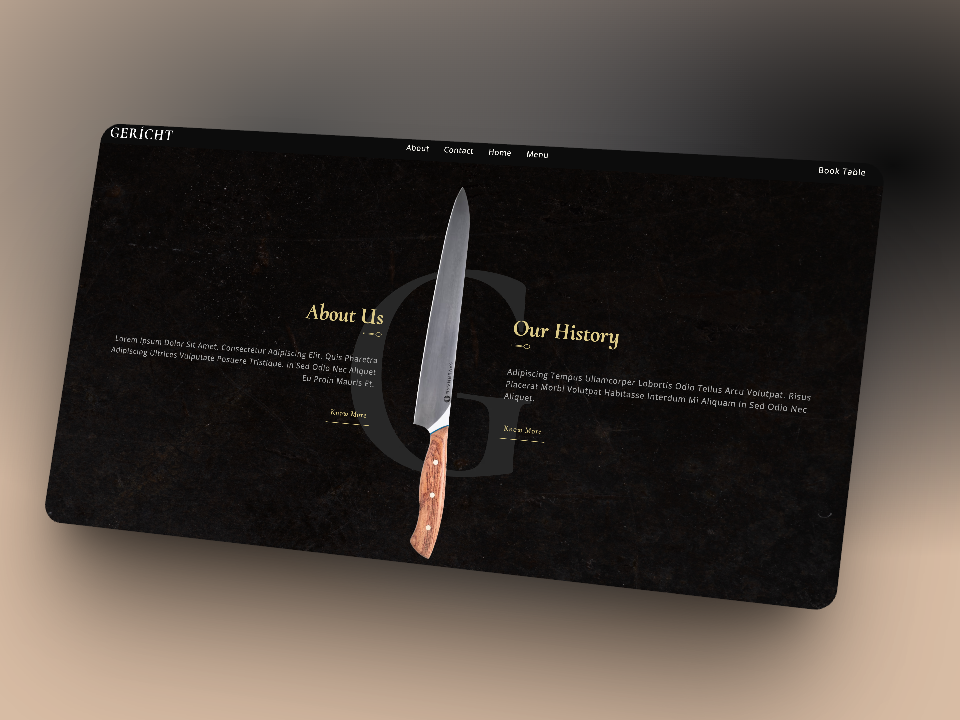 GERİCHT
About Contact Home Menu
Book Table
G
About Us
Lorem Ipsum Dolor Sit Amet, Consectetur Adipiscing Elit. Quis Pharetra
Adipiscing Ultrices Vulputate Posuere Tristique. In Sed Odio Nec Aliquet
Eu Proin Mauris Et.
Know More
Our History
Adipiscing Tempus Ullamcorper Lobortis Odio Tellus Arcu Volutpat. Risus
Placerat Morbi Volutpat Habitasse Interdum Mi Aliquam In Sed Odio Nec
Aliquet.
Know More